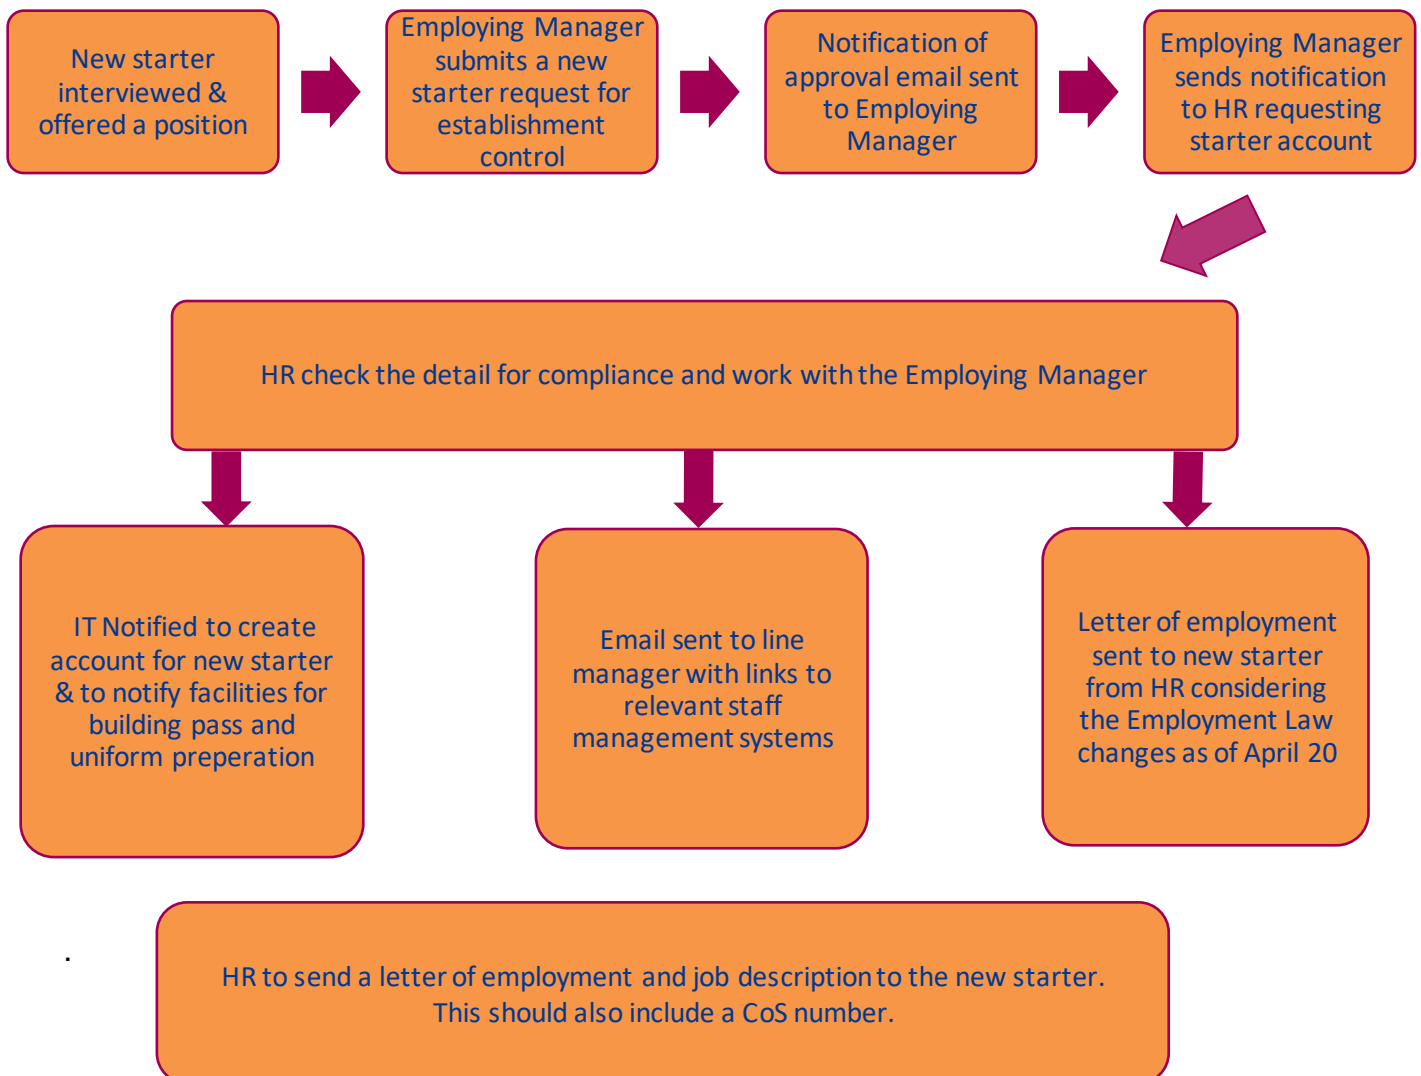 New starter
interviewed &
offered a position
Employing Manager
submits a new
starter request for
establishment
control
Notification of
approval email sent
to Employing
Manager
Employing Manager
sends notification
to HR requesting
starter account
HR check the detail for compliance and work with the Employing Manager
IT Notified to create
account for new starter
& to notify facilities for
building pass and
uniform preperation
Email sent to line
manager with links to
relevant staff
management systems
Letter of employment
sent to new starter
from HR considering
the Employment Law
changes as of April 20
.
HR to send a letter of employment and job description to the new starter.
This should also include a CoS number.